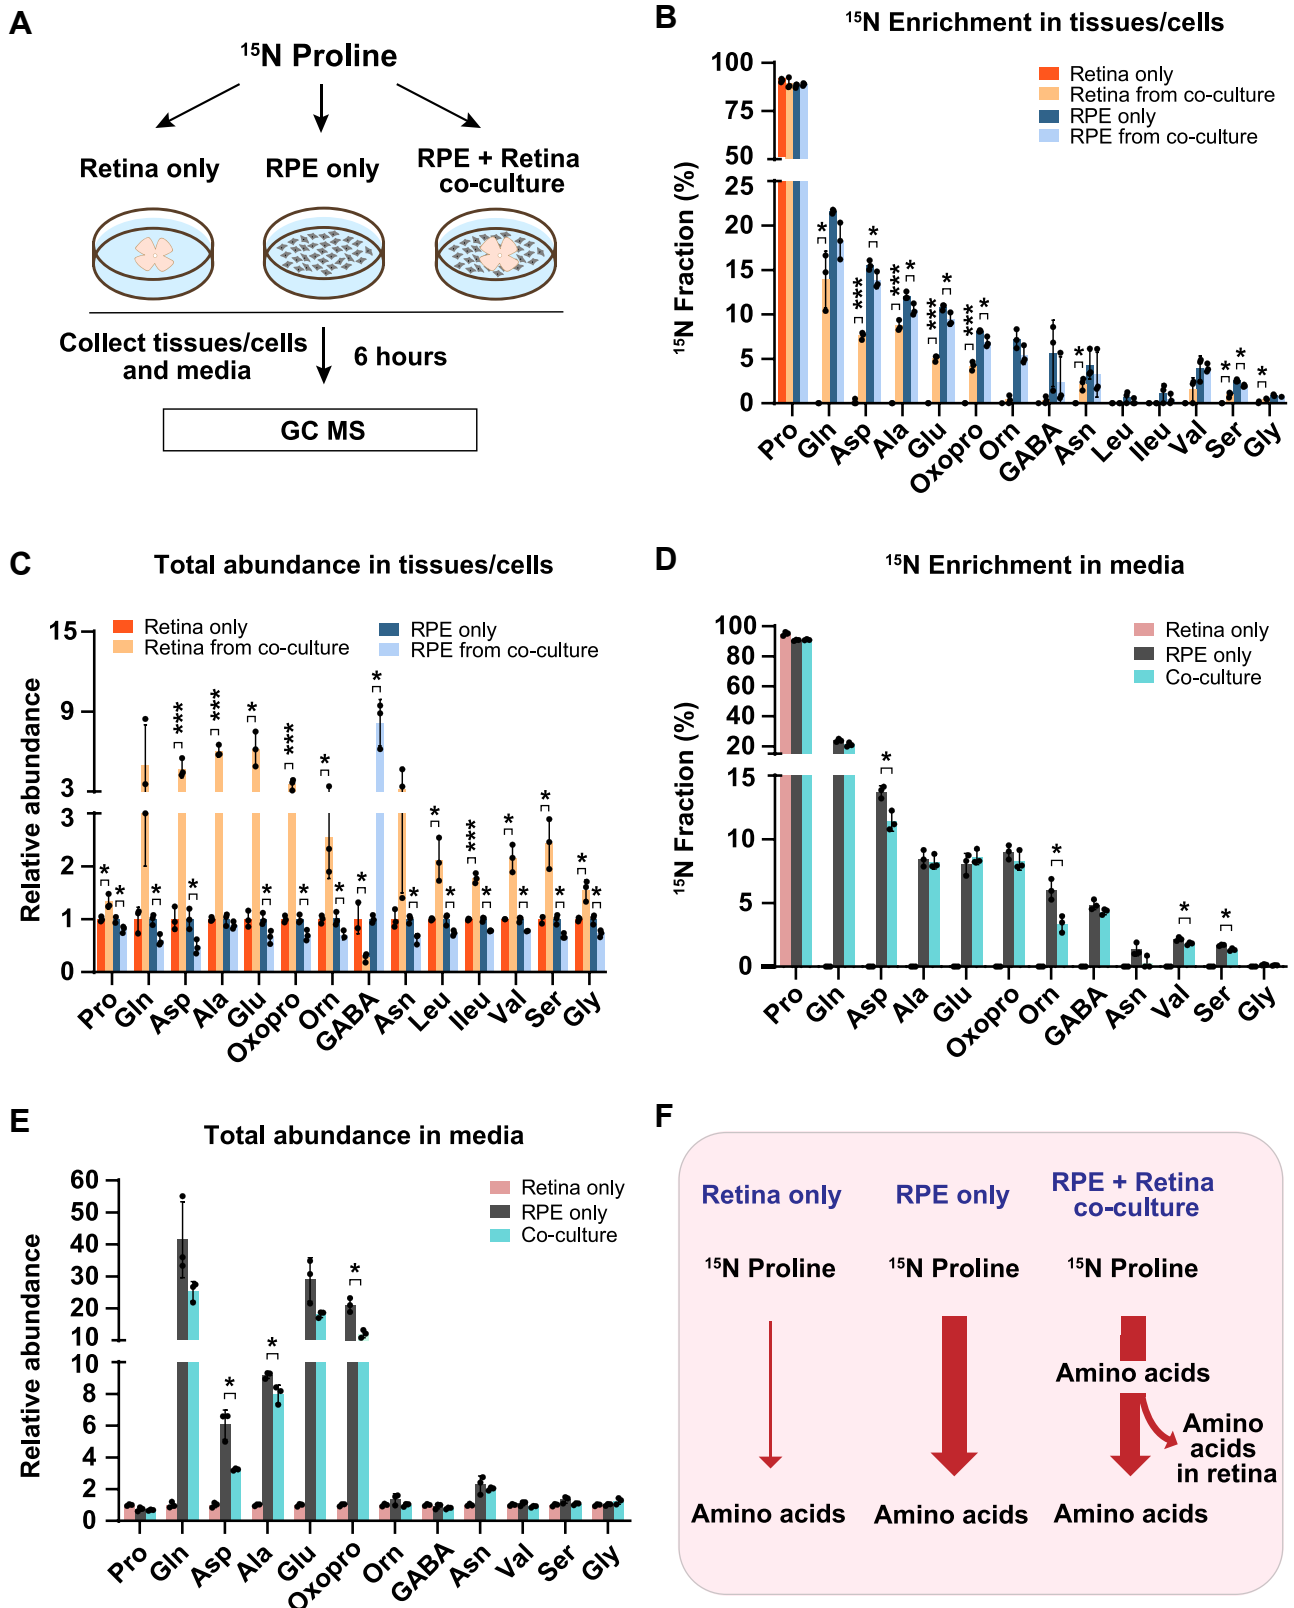 A
¹⁵N Proline
Retina only
RPE only
RPE + Retina
co-culture
Collect tissues/cells
and media
6 hours
GC MS
B
¹⁵N Enrichment in tissues/cells
Retina only
Retina from co-culture
RPE only
RPE from co-culture
¹⁵N Fraction (%)
100
75
50
25
20
15
10
5
0
* *** * *** * *** * *** * * * * *
Pro Gln Asp Ala Glu Oxopro Orn GABA Asn Leu Ileu Val Ser Gly
C
Total abundance in tissues/cells
Retina only
Retina from co-culture
RPE only
RPE from co-culture
Relative abundance
15
9
3
3
2
1
0
* * * *** * *** * * *** * * * * * * * * *** * * * * * * *
Pro Gln Asp Ala Glu Oxopro Orn GABA Asn Leu Ileu Val Ser Gly
D
¹⁵N Enrichment in media
Retina only
RPE only
Co-culture
¹⁵N Fraction (%)
100
80
60
40
20
15
10
5
0
* * * *
Pro Gln Asp Ala Glu Oxopro Orn GABA Asn Val Ser Gly
E
Total abundance in media
Retina only
RPE only
Co-culture
Relative abundance
60
50
40
30
20
10
10
8
6
4
2
0
* * *
Pro Gln Asp Ala Glu Oxopro Orn GABA Asn Val Ser Gly
F
Retina only
RPE only
RPE + Retina
co-culture
¹⁵N Proline
¹⁵N Proline
¹⁵N Proline
Amino acids
Amino
acids
in retina
Amino acids
Amino acids
Amino acids